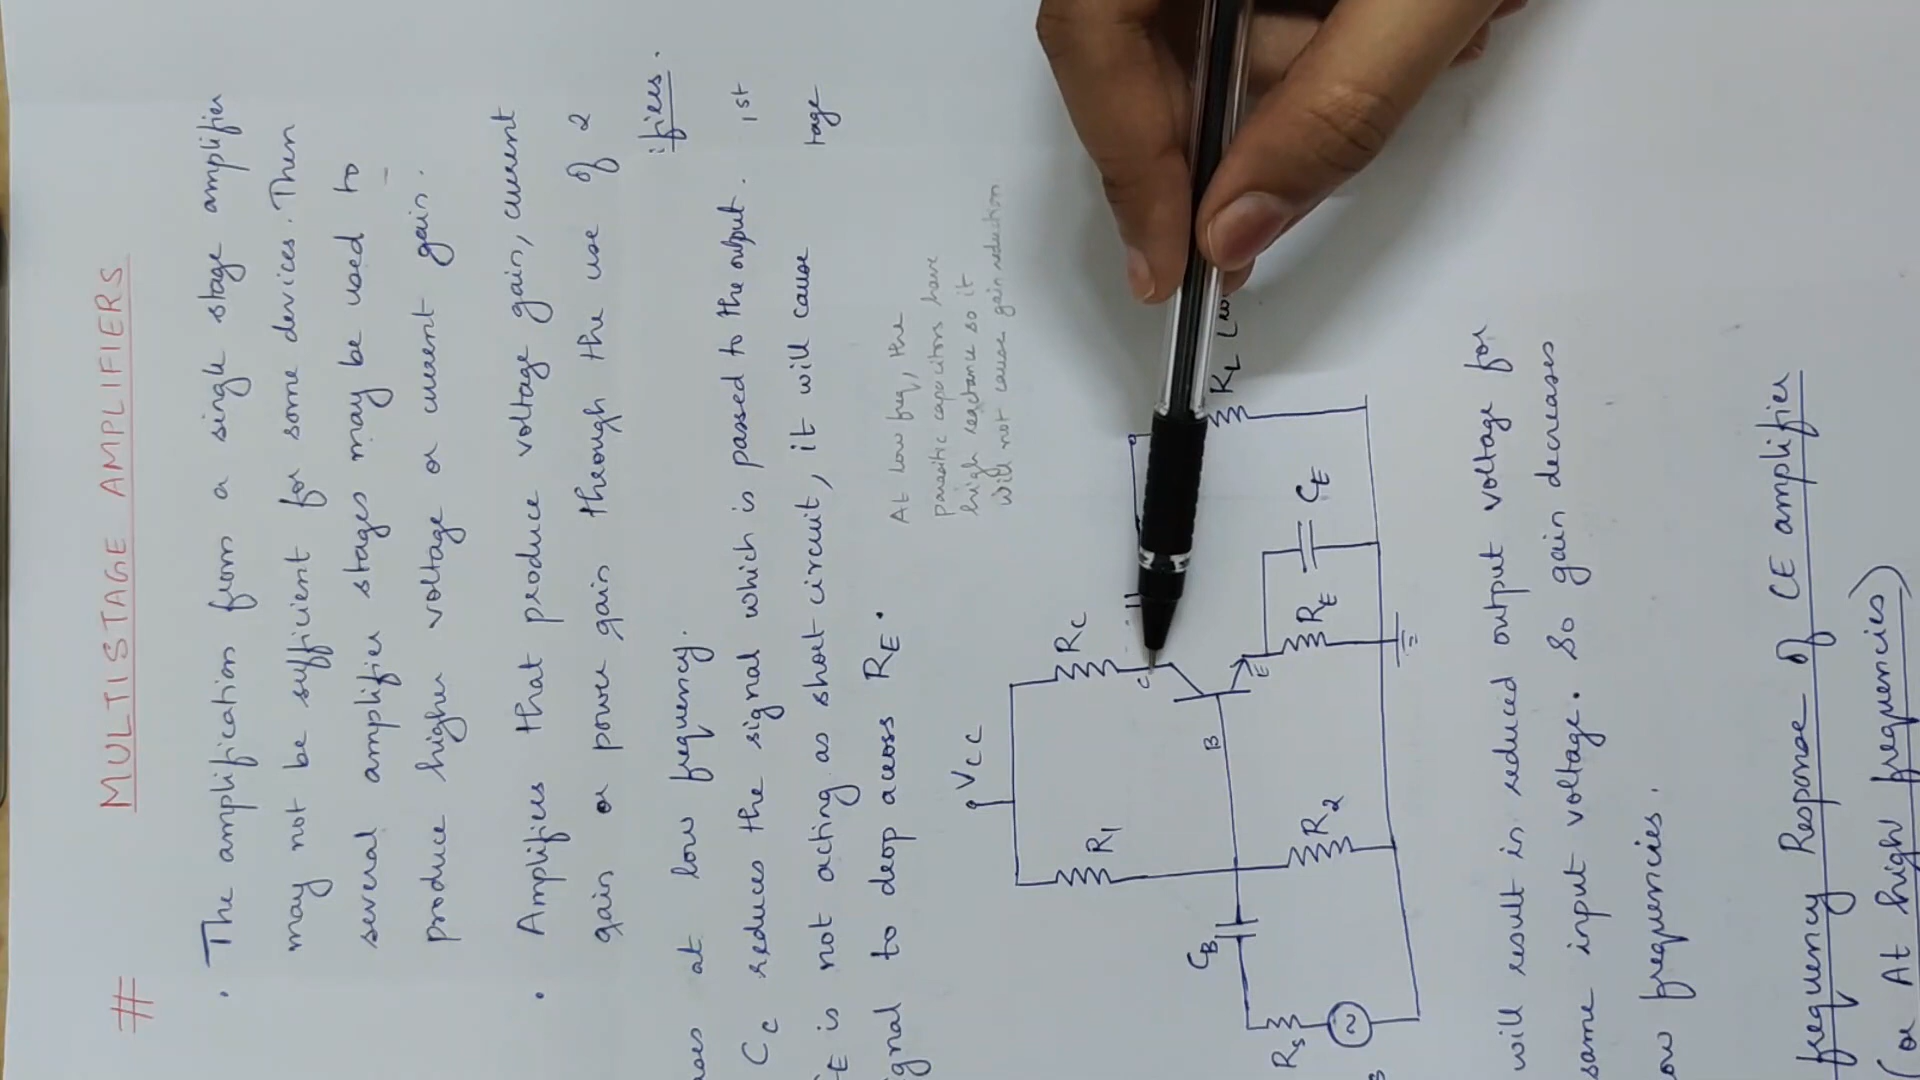 # MULTISTAGE AMPLIFIERS
. The amplification from a single stage amplifier
may not be sufficient for some devices. Then
several amplifier stages may be used to
produce higher voltage or current gain.
. Amplifiers that produce voltage gain, current
gain or power gain through the use of 2
ifiers.
at low frequency. 1st
Cc reduces the signal which is passed to the output.
E is not acting as short circuit, it will cause
to drop across RE.
At low freq, the
parasitic capacitors have
high reactance so it
will not cause gain reduction
VCC
R1
RC
C
B
E
RL
CB
R2
RE
CE
RS
B
will result in reduced output voltage for
same input voltage. So gain decreases
frequencies.
frequency Response of CE amplifier
(or At high frequencies)